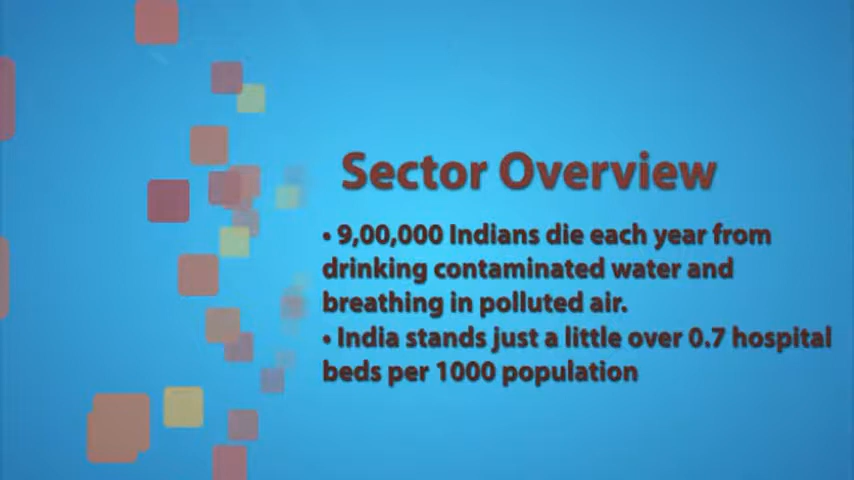 Sector Overview
• 9,00,000 Indians die each year from
drinking contaminated water and
breathing in polluted air.
• India stands just a little over 0.7 hospital
beds per 1000 population